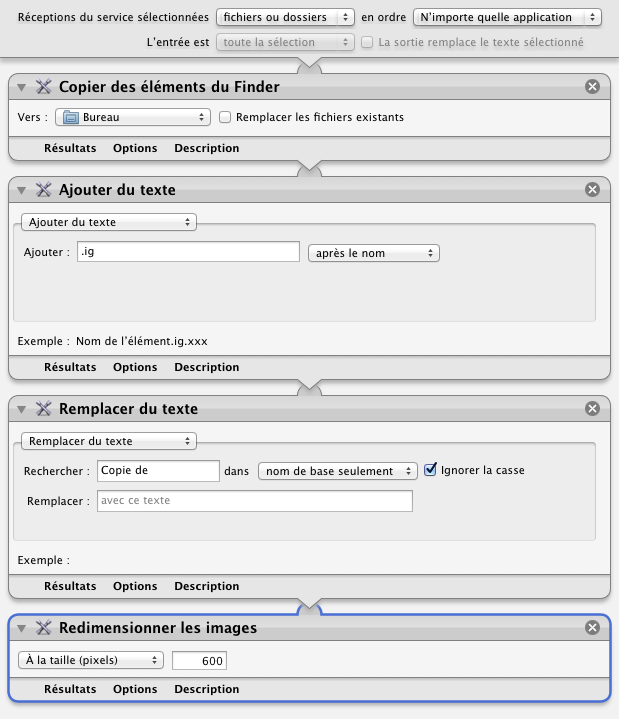 Réceptions du service sélectionnées fichiers ou dossiers en ordre N'importe quelle application
L'entrée est toute la sélection La sortie remplace le texte sélectionné
Copier des éléments du Finder
Vers : Bureau Remplacer les fichiers existants
Résultats Options Description
Ajouter du texte
Ajouter du texte
Ajouter : .ig après le nom
Exemple : Nom de l'élément.ig.xxx
Résultats Options Description
Remplacer du texte
Remplacer du texte
Rechercher : Copie de dans nom de base seulement Ignorer la casse
Remplacer : avec ce texte
Exemple :
Résultats Options Description
Redimensionner les images
À la taille (pixels) 600
Résultats Options Description